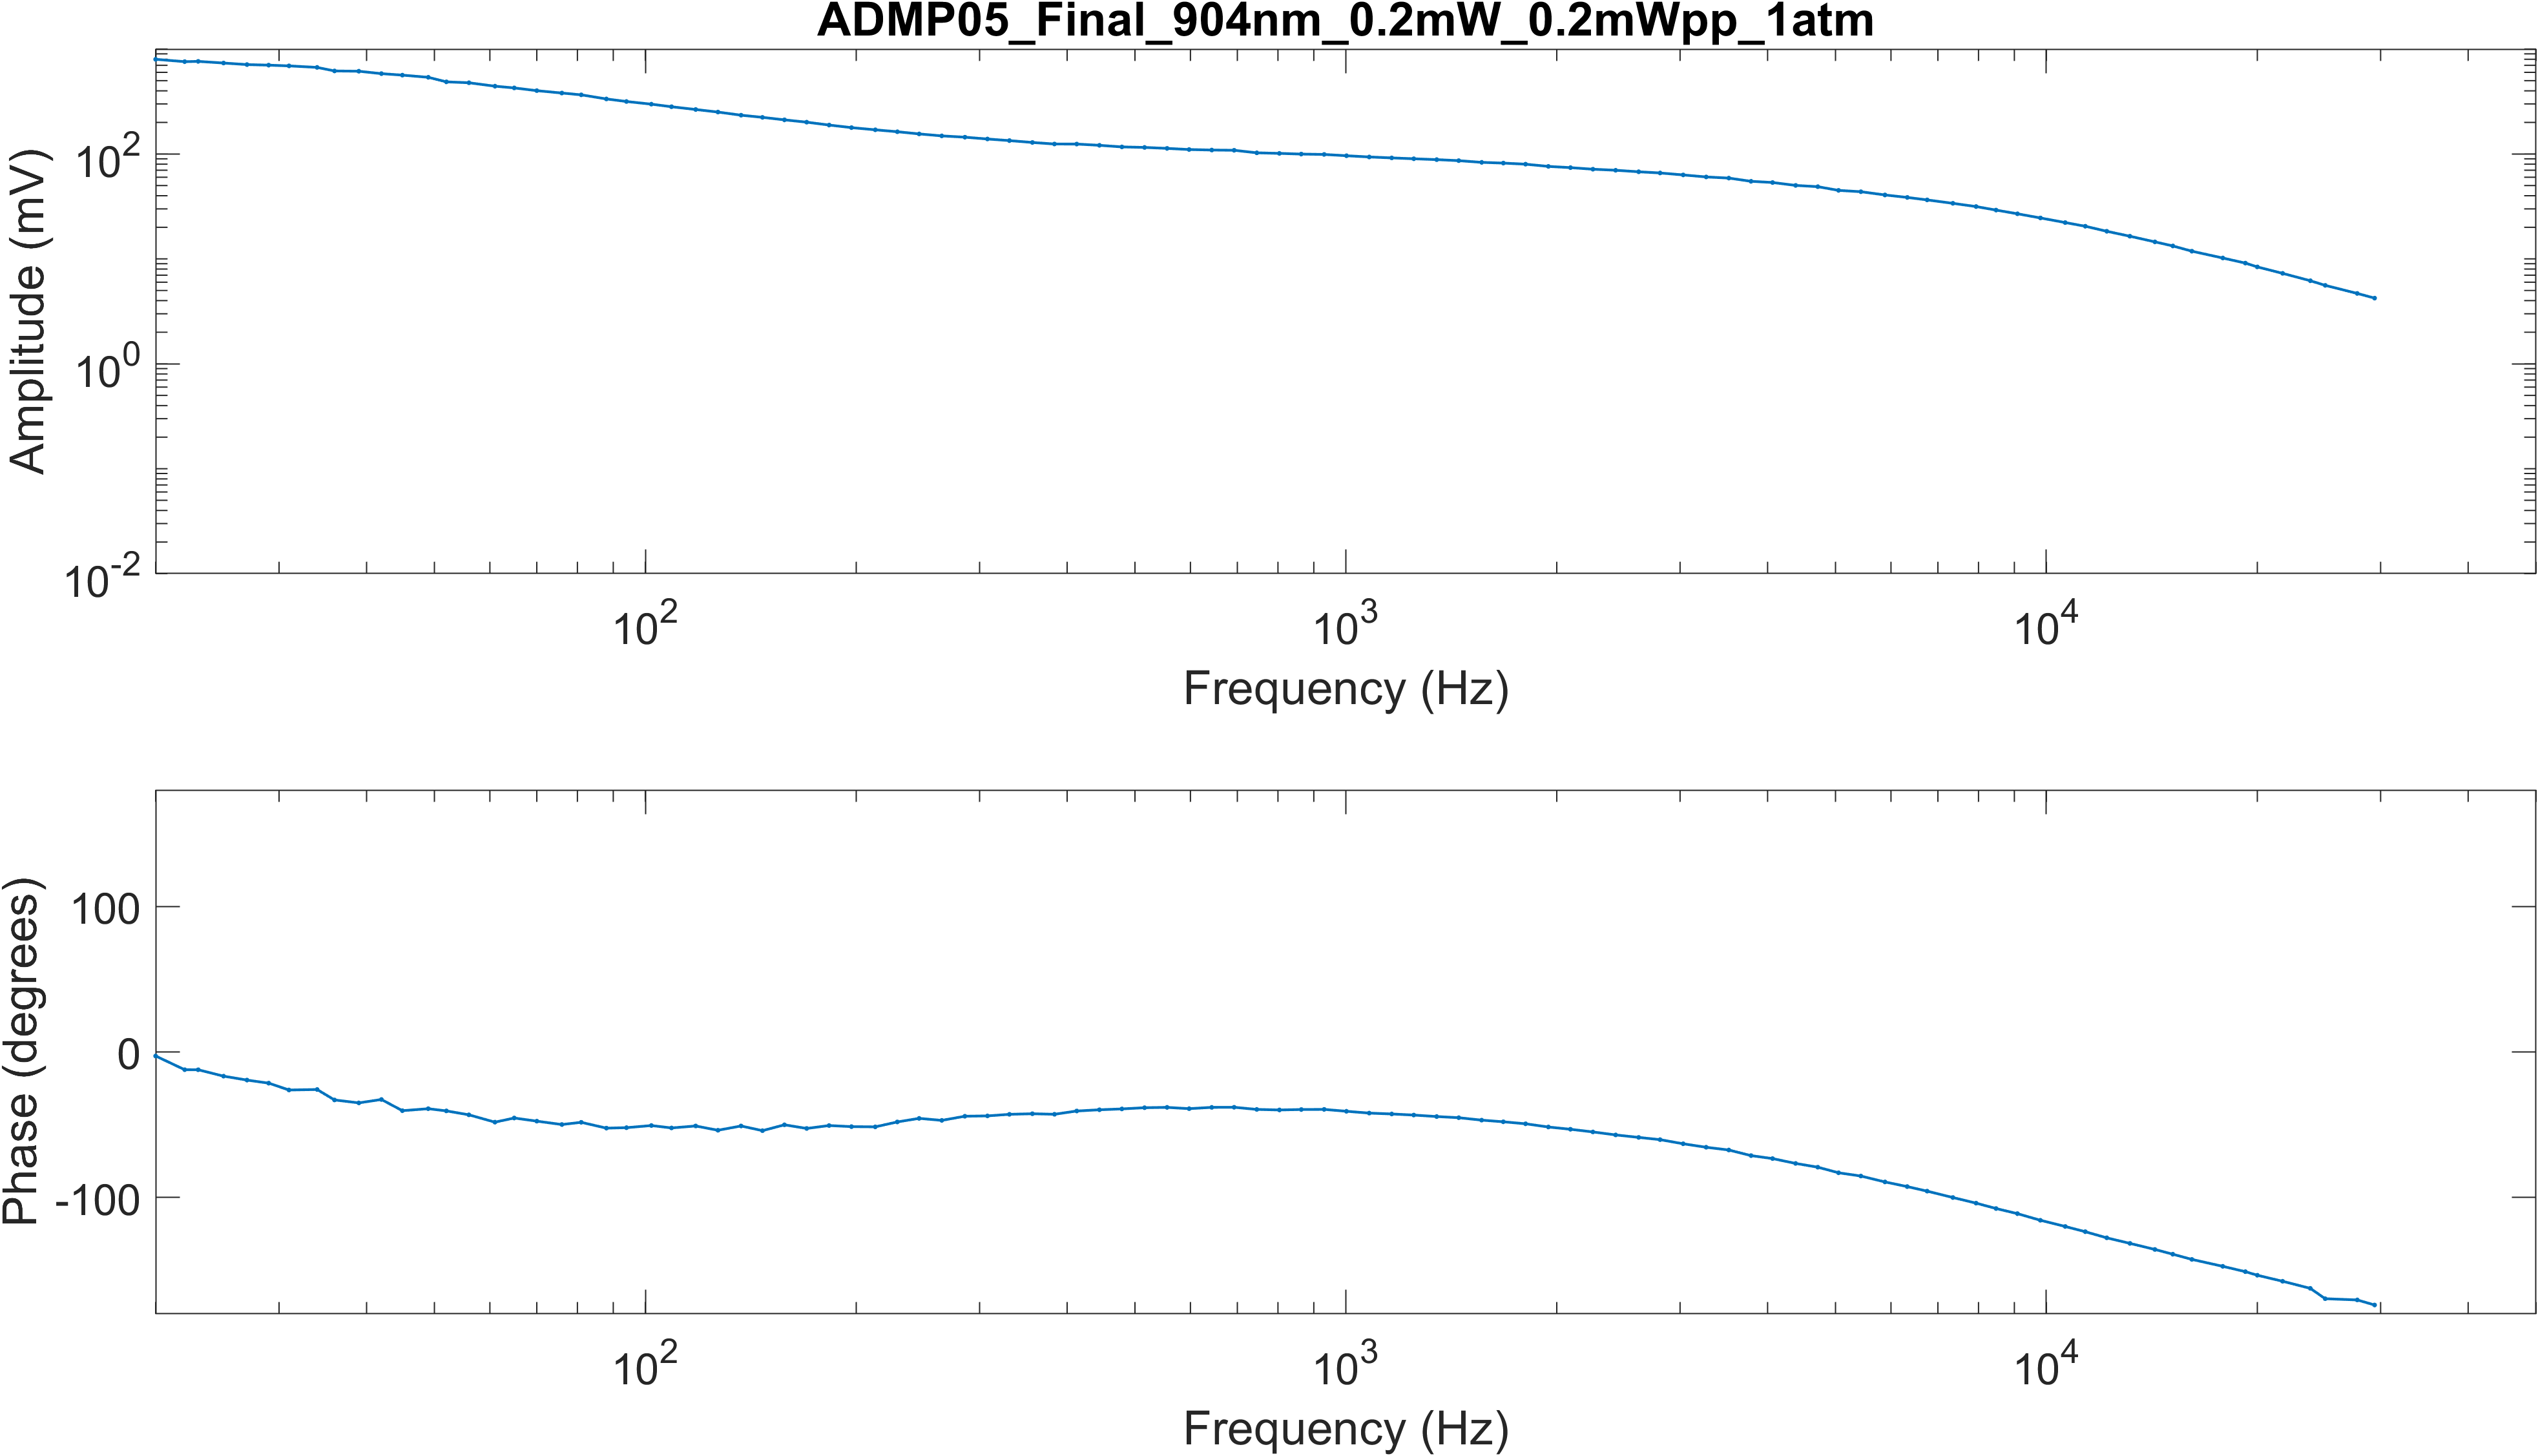 ADMP05_Final_904nm_0.2mW_0.2mWpp_1atm
Amplitude (mV)
10^2
10^0
10^-2
10^2
10^3
10^4
Frequency (Hz)
Phase (degrees)
100
0
-100
10^2
10^3
10^4
Frequency (Hz)